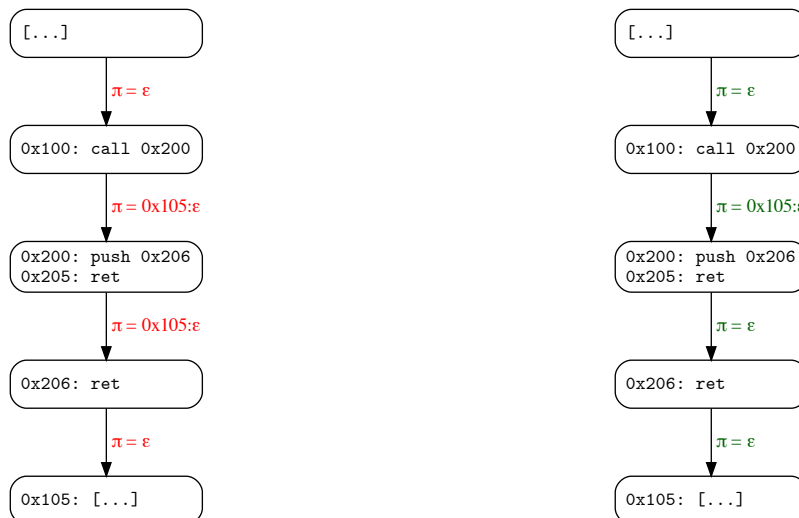 [...]
π = ε
0x100: call 0x200
π = 0x105:ε
0x200: push 0x206
0x205: ret
π = 0x105:ε
0x206: ret
π = ε
0x105: [...]
[...]
π = ε
0x100: call 0x200
π = 0x105:ε
0x200: push 0x206
0x205: ret
π = ε
0x206: ret
π = ε
0x105: [...]